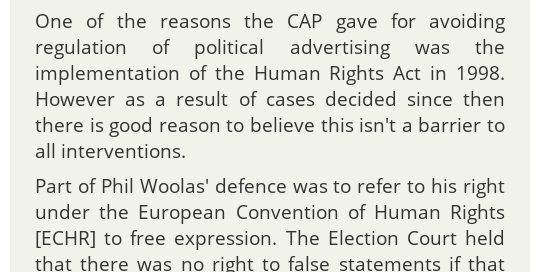 One of the reasons the CAP gave for avoiding
regulation of political advertising was the
implementation of the Human Rights Act in 1998.
However as a result of cases decided since then
there is good reason to believe this isn't a barrier to
all interventions.
Part of Phil Woolas' defence was to refer to his right
under the European Convention of Human Rights
[ECHR] to free expression. The Election Court held
that there was no right to false statements if that